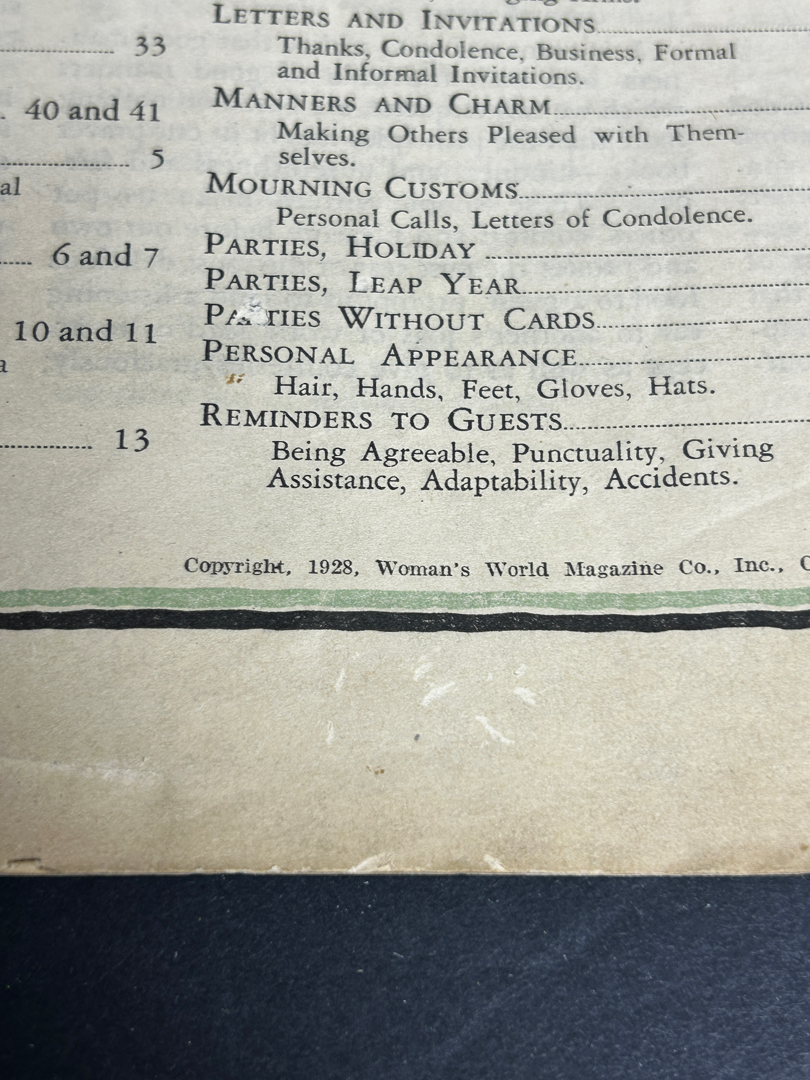 33
40 and 41
5
al
6 and 7
10 and 11
a
13
LETTERS AND INVITATIONS
Thanks, Condolence, Business, Formal
and Informal Invitations.
MANNERS AND CHARM
Making Others Pleased with Them-
selves.
MOURNING CUSTOMS
Personal Calls, Letters of Condolence.
PARTIES, HOLIDAY
PARTIES, LEAP YEAR
PARTIES WITHOUT CARDS
PERSONAL APPEARANCE
Hair, Hands, Feet, Gloves, Hats.
REMINDERS TO GUESTS
Being Agreeable, Punctuality, Giving
Assistance, Adaptability, Accidents.
Copyright, 1928, Woman's World Magazine Co., Inc.,